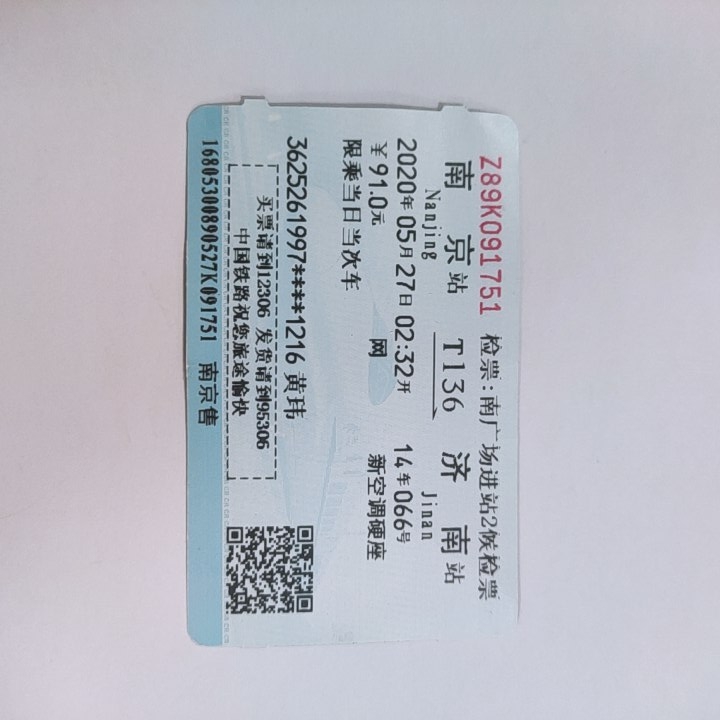 Z89K091751 检票:南广场进站2候检票
南京站 T136 济南站
Nanjing Jinan
2020年05月27日02:32开 14车066号
¥91.0元 网 新空调硬座
限乘当日当次车
3625261997****1216 黄玮
买票请到12306 发货请到95306
中国铁路祝您旅途愉快
16805300890527K091751 南京售